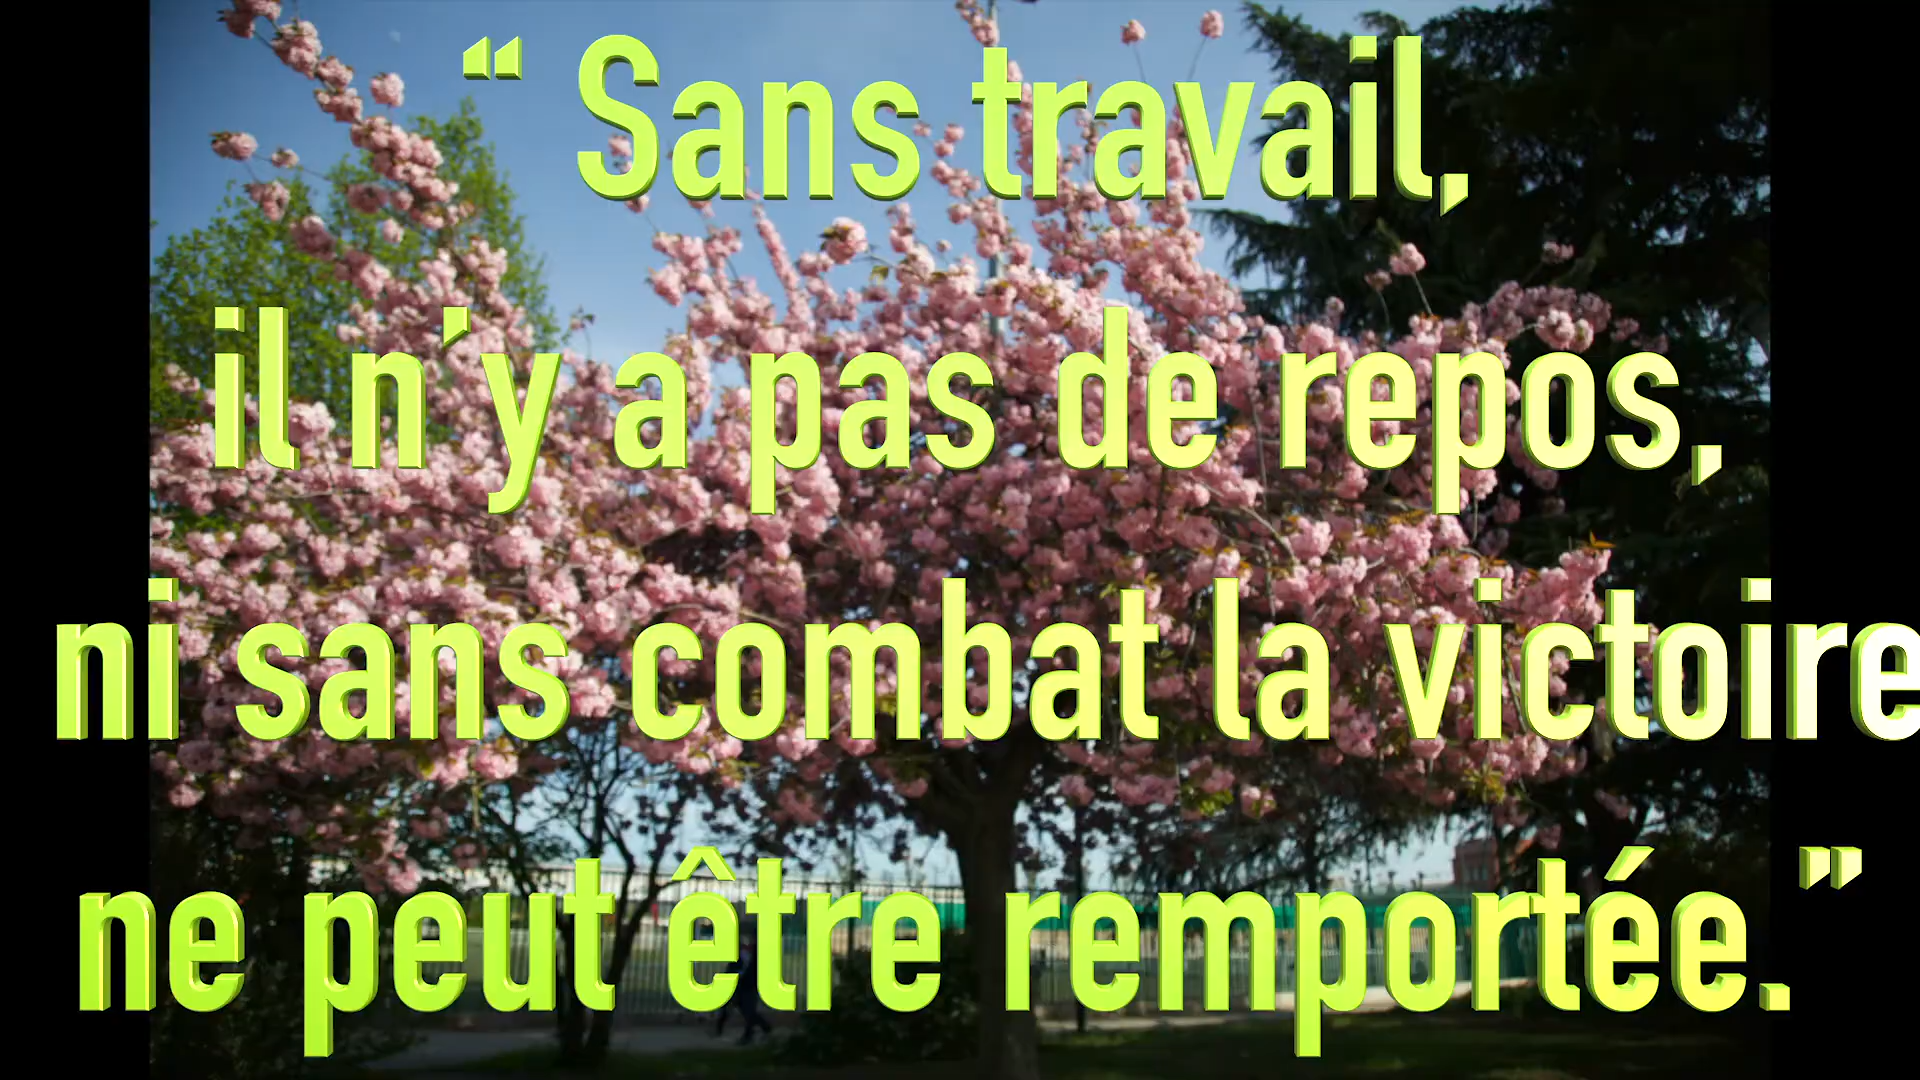 “ Sans travail,
il n’y a pas de repos,
ni sans combat la victoire
ne peut être remportée.”